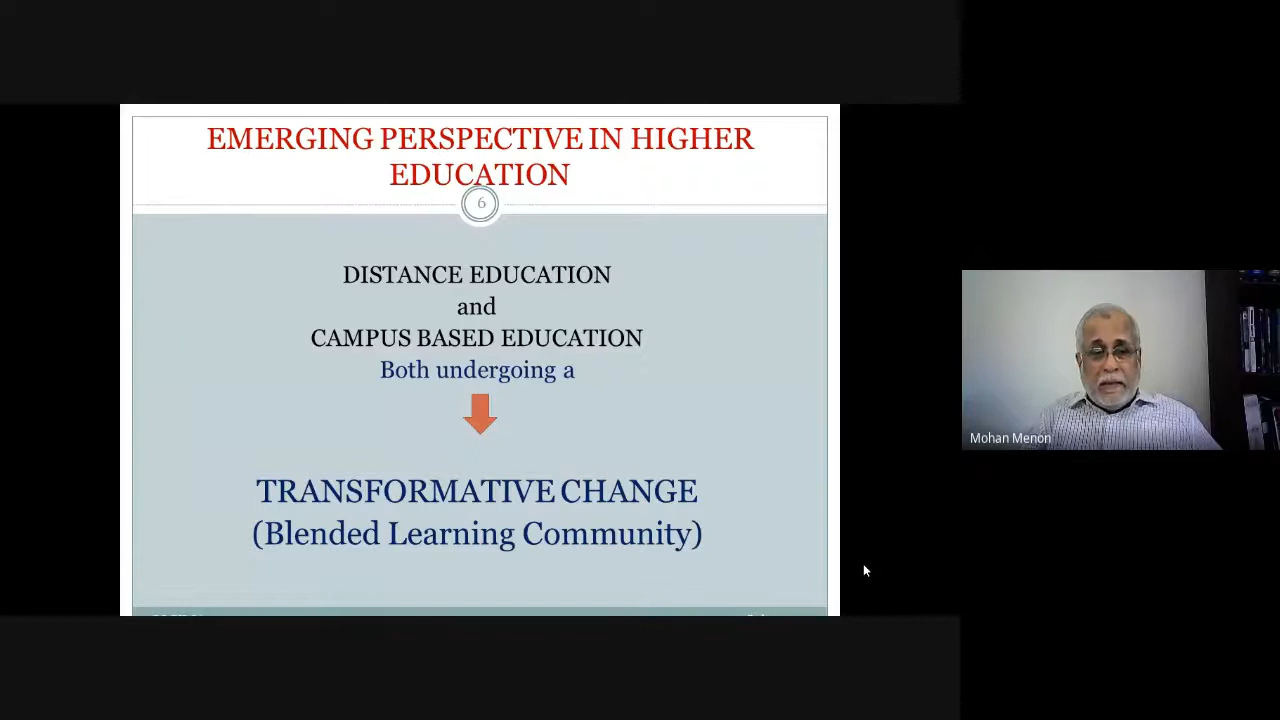 EMERGING PERSPECTIVE IN HIGHER
EDUCATION
6
DISTANCE EDUCATION
and
CAMPUS BASED EDUCATION
Both undergoing a
TRANSFORMATIVE CHANGE
(Blended Learning Community)
Mohan Menon